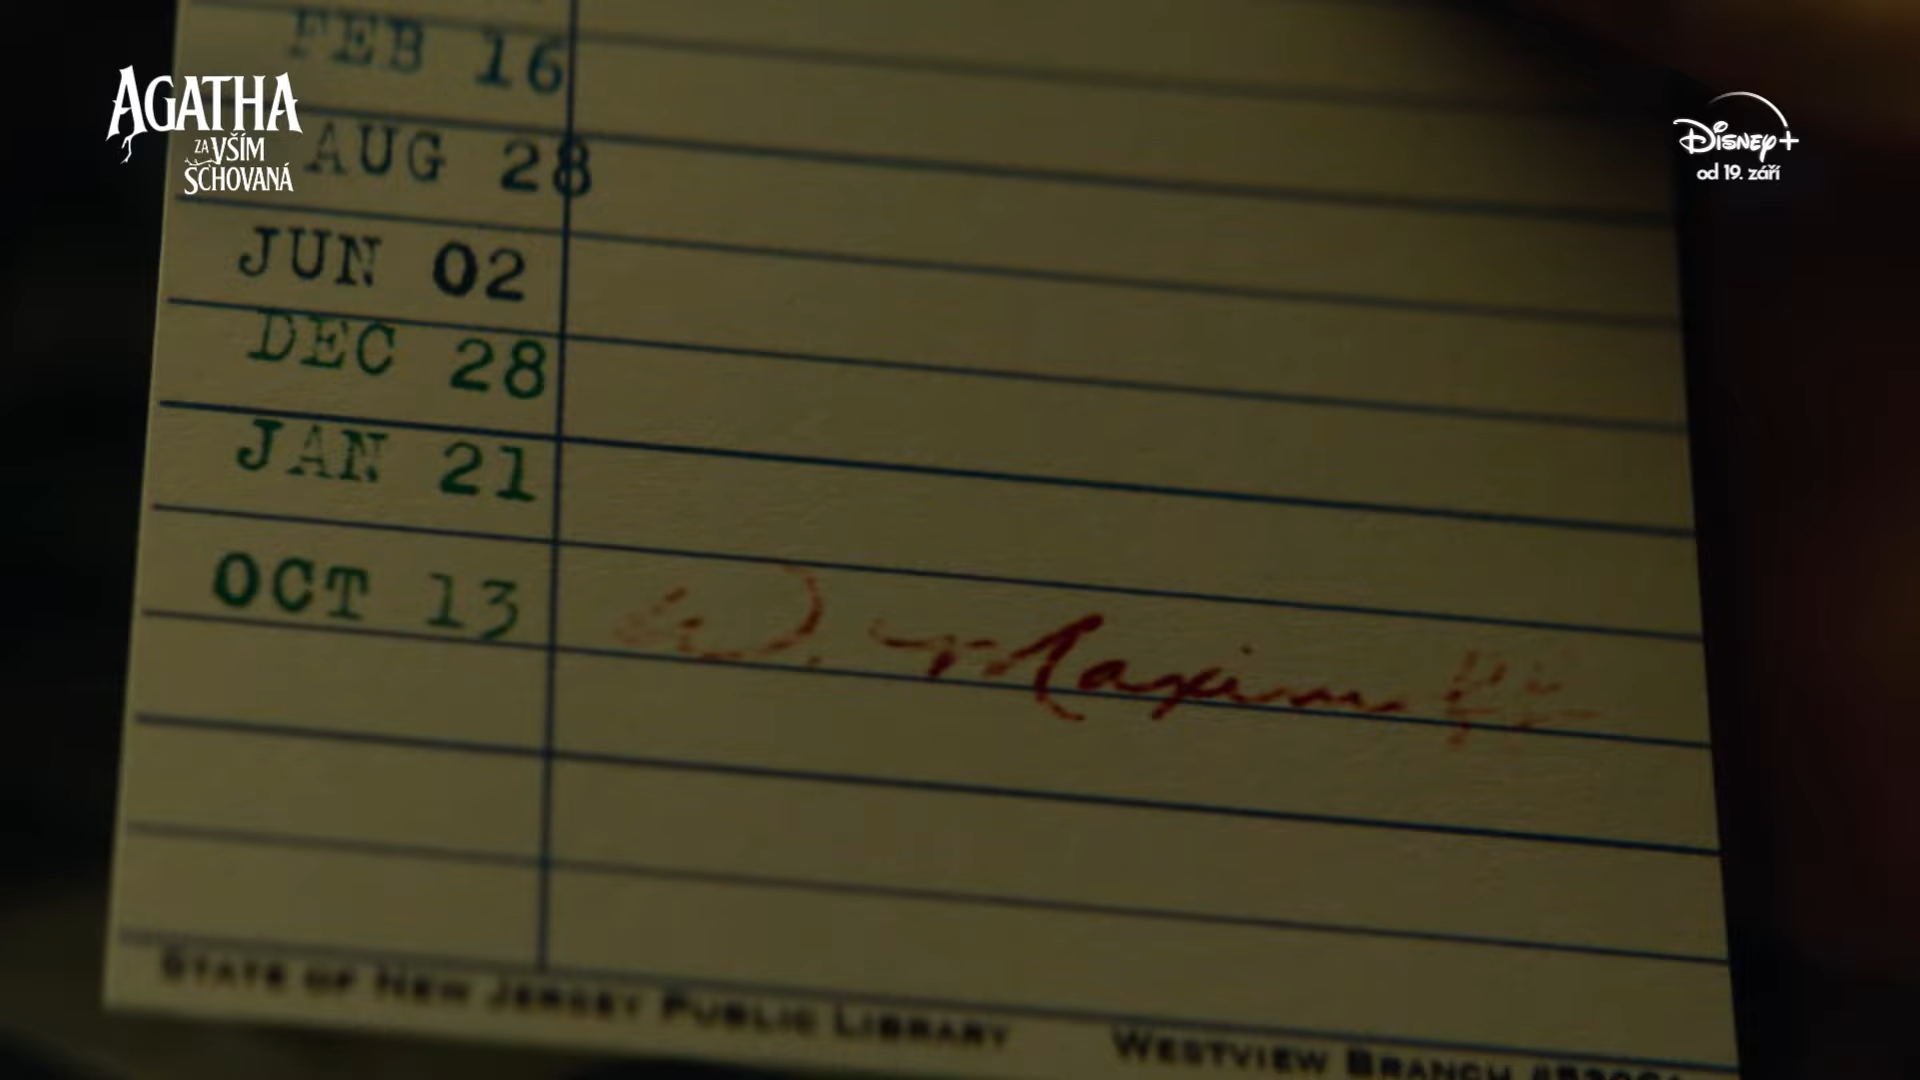 FEB 16
AGATHA
ZA VŠÍM
SCHOVANÁ
DISNEY+
od 19. září
AUG 28
JUN 02
DEC 28
JAN 21
OCT 13 W. Maximoff
STATE OF NEW JERSEY PUBLIC LIBRARY WESTVIEW BRANCH